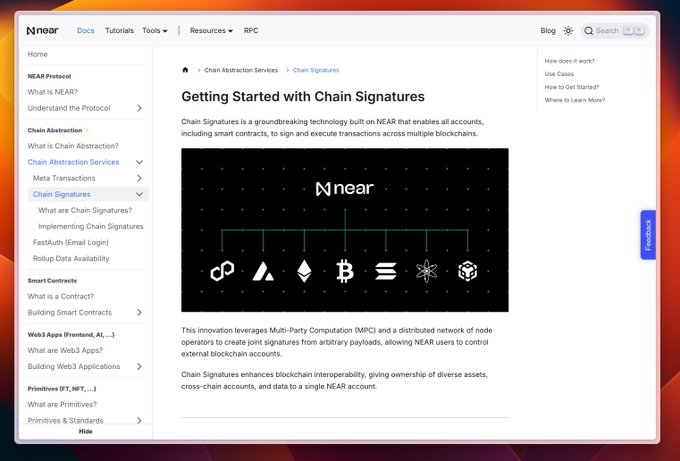 near
Docs
Tutorials
Tools
Resources
RPC
Blog
Search
Home
NEAR Protocol
What is NEAR?
Understand the Protocol
Chain Abstraction
What is Chain Abstraction?
Chain Abstraction Services
Meta Transactions
Chain Signatures
What are Chain Signatures?
Implementing Chain Signatures
FastAuth (Email Login)
Rollup Data Availability
Smart Contracts
What is a Contract?
Building Smart Contracts
Web3 Apps (Frontend, AI, ...)
What are Web3 Apps?
Building Web3 Applications
Primitives (FT, NFT, ...)
What are Primitives?
Primitives & Standards
Hide
Chain Abstraction Services
Chain Signatures
Getting Started with Chain Signatures
Chain Signatures is a groundbreaking technology built on NEAR that enables all accounts,
including smart contracts, to sign and execute transactions across multiple blockchains.
near
This innovation leverages Multi-Party Computation (MPC) and a distributed network of node
operators to create joint signatures from arbitrary payloads, allowing NEAR users to control
external blockchain accounts.
Chain Signatures enhances blockchain interoperability, giving ownership of diverse assets,
cross-chain accounts, and data to a single NEAR account.
How does it work?
Use Cases
How to Get Started?
Where to Learn More?
Feedback